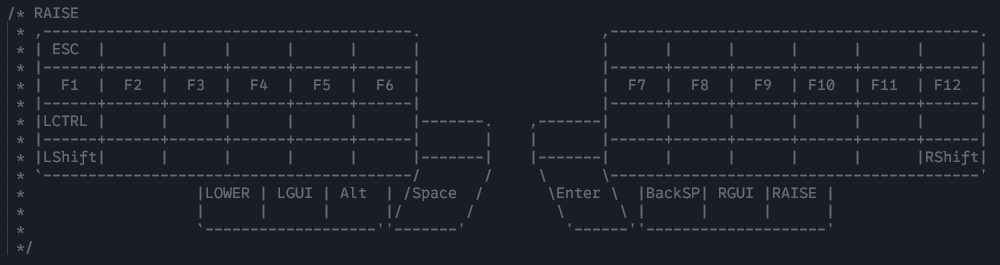 /* RAISE
 * ,-----------------------------------------.                    ,-----------------------------------------.
 * | ESC  |      |      |      |      |      |                    |      |      |      |      |      |      |
 * |------+------+------+------+------+------|                    |------+------+------+------+------+------|
 * |  F1  |  F2  |  F3  |  F4  |  F5  |  F6  |                    |  F7  |  F8  |  F9  | F10  | F11  | F12  |
 * |------+------+------+------+------+------|                    |------+------+------+------+------+------|
 * |LCTRL |      |      |      |      |      |-------.    ,-------|      |      |      |      |      |      |
 * |------+------+------+------+------+------|       |    |       |------+------+------+------+------+------|
 * |LShift|      |      |      |      |      |-------|    |-------|      |      |      |      |      |RShift|
 * `-----------------------------------------/       /     \      \-----------------------------------------'
 *                   |LOWER | LGUI | Alt  | /Space  /       \Enter \  |BackSP| RGUI |RAISE |
 *                   |      |      |      |/       /         \      \ |      |      |      |
 *                   `-------------------''-------'           '------''--------------------'
 */